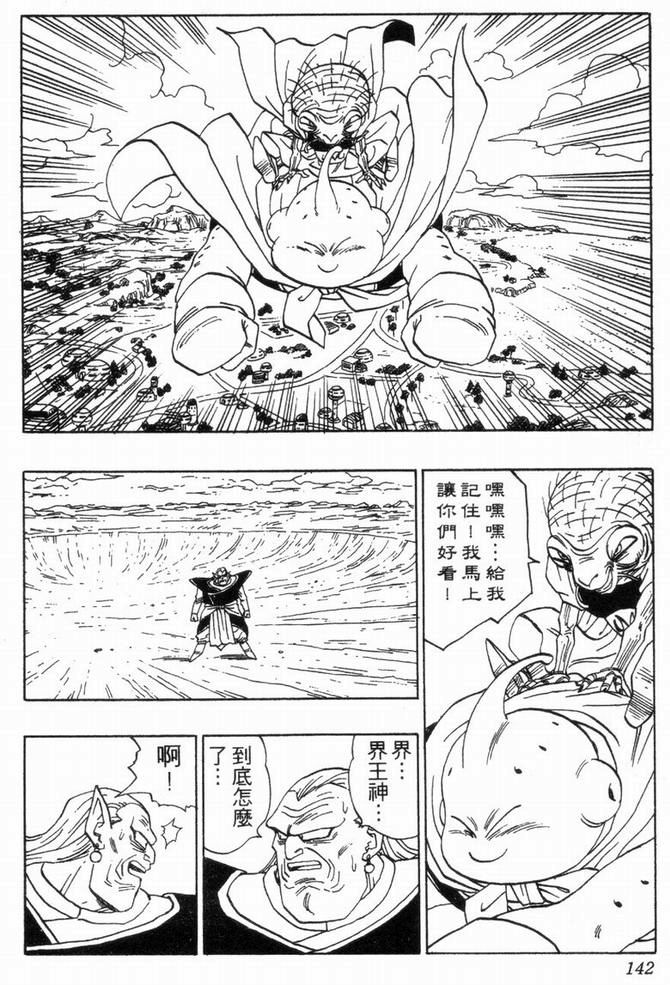 嘿嘿嘿…給我
記住！我馬上
讓你們好看！
界…
界王神…
到底怎麼
了…
啊！
142